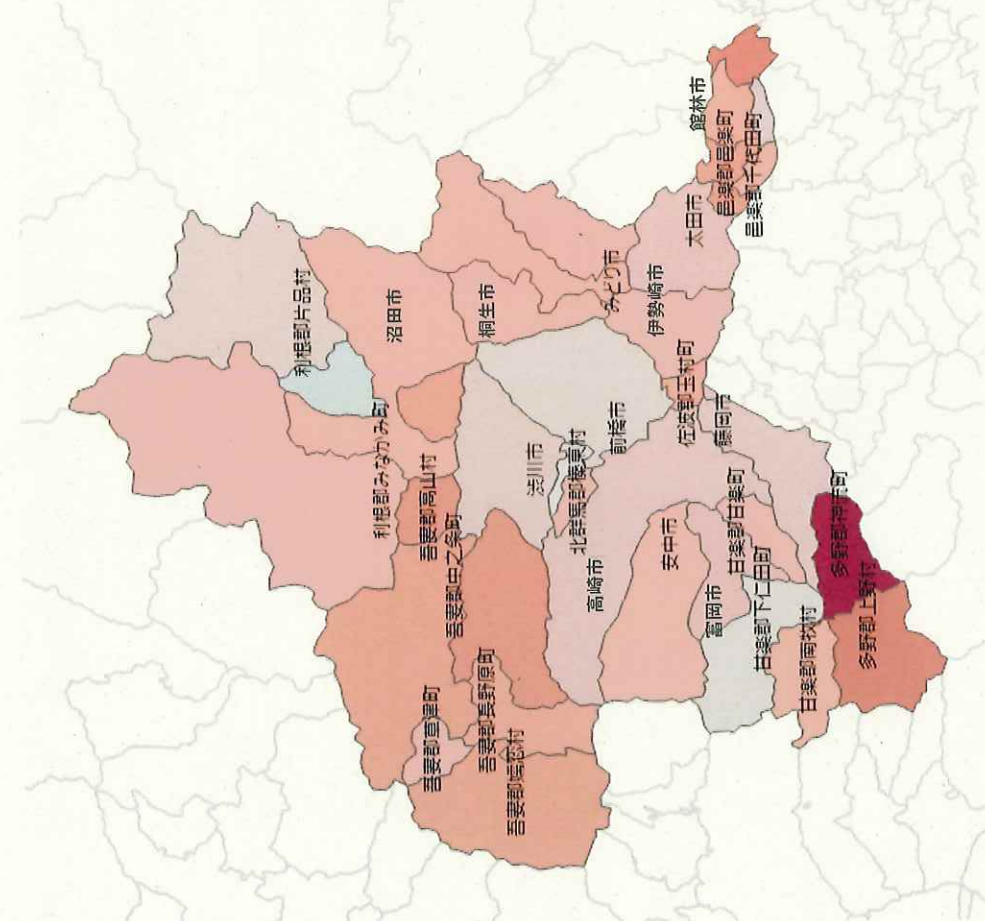 館林市
邑楽郡邑楽町
邑楽郡千代田町
太田市
みどり市
伊勢崎市
利根郡片品村
沼田市
桐生市
佐波郡玉村町
藤岡市
利根郡みなかみ町
前橋市
渋川市
北群馬郡榛東村
吾妻郡高山村
吾妻郡中之条町
高崎市
安中市
甘楽郡甘楽町
多野郡神流町
富岡市
甘楽郡下仁田町
甘楽郡南牧村
多野郡上野村
吾妻郡草津町
吾妻郡長野原町
吾妻郡嬬恋村